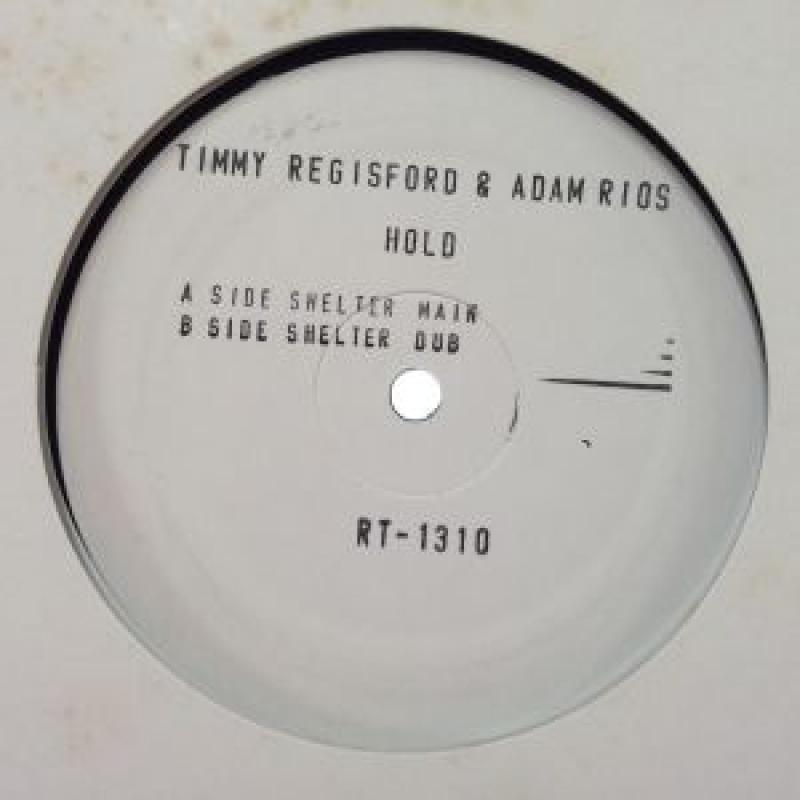 TIMMY REGISFORD & ADAM RIOS
HOLD
A SIDE SHELTER MAIN
B SIDE SHELTER DUB
RT-1310